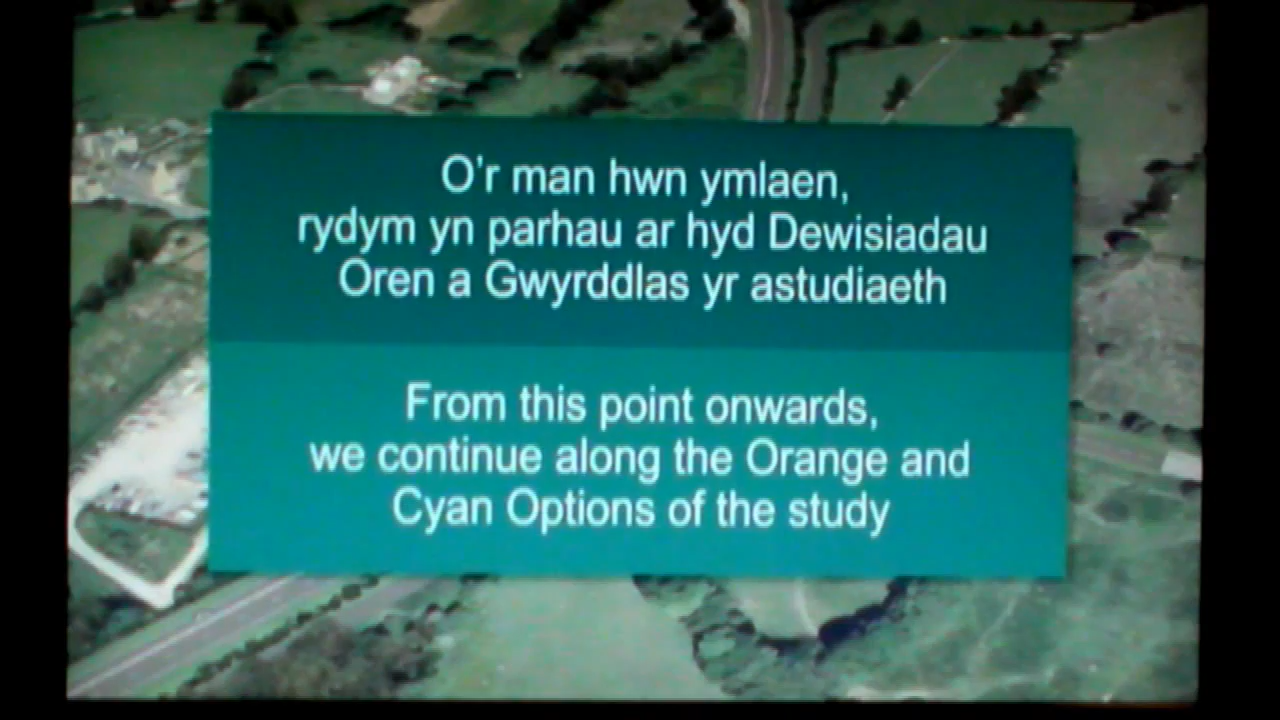 O'r man hwn ymlaen,
rydym yn parhau ar hyd Dewisiadau
Oren a Gwyrddlas yr astudiaeth
From this point onwards,
we continue along the Orange and
Cyan Options of the study